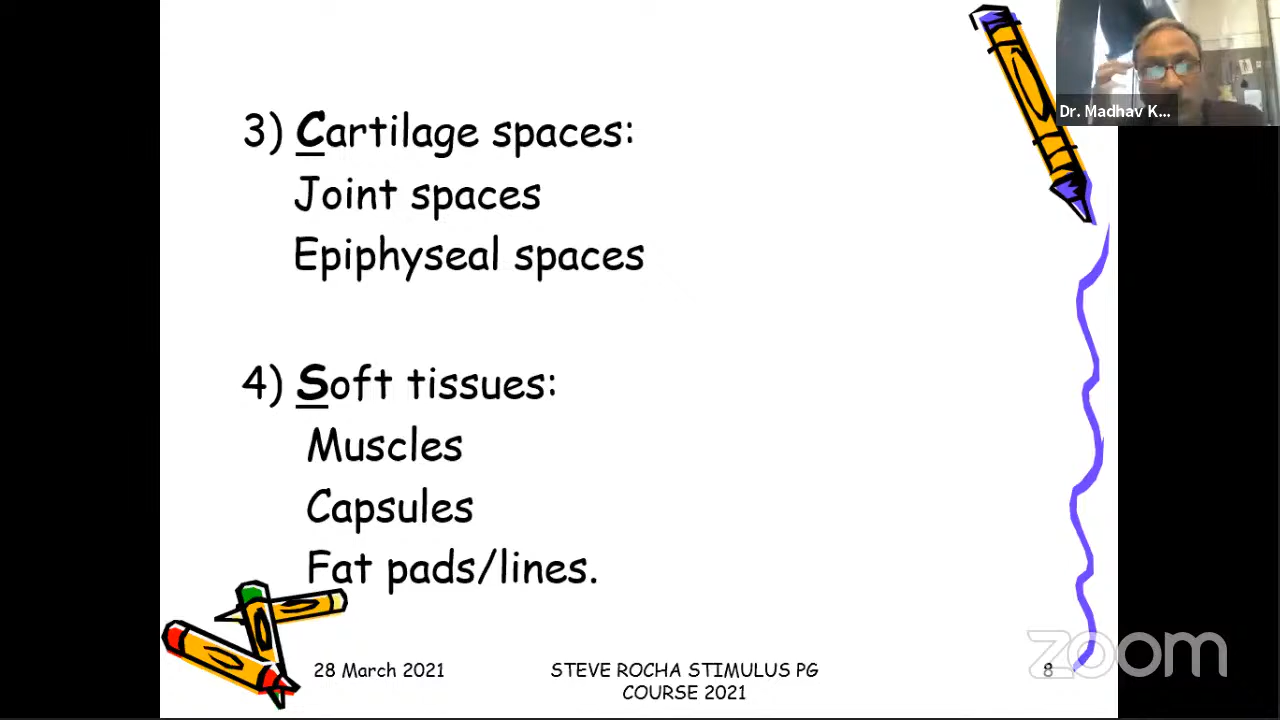 Dr. Madhav K...
3) Cartilage spaces:
Joint spaces
Epiphyseal spaces
4) Soft tissues:
Muscles
Capsules
Fat pads/lines.
28 March 2021
STEVE ROCHA STIMULUS PG
COURSE 2021
8
zoom